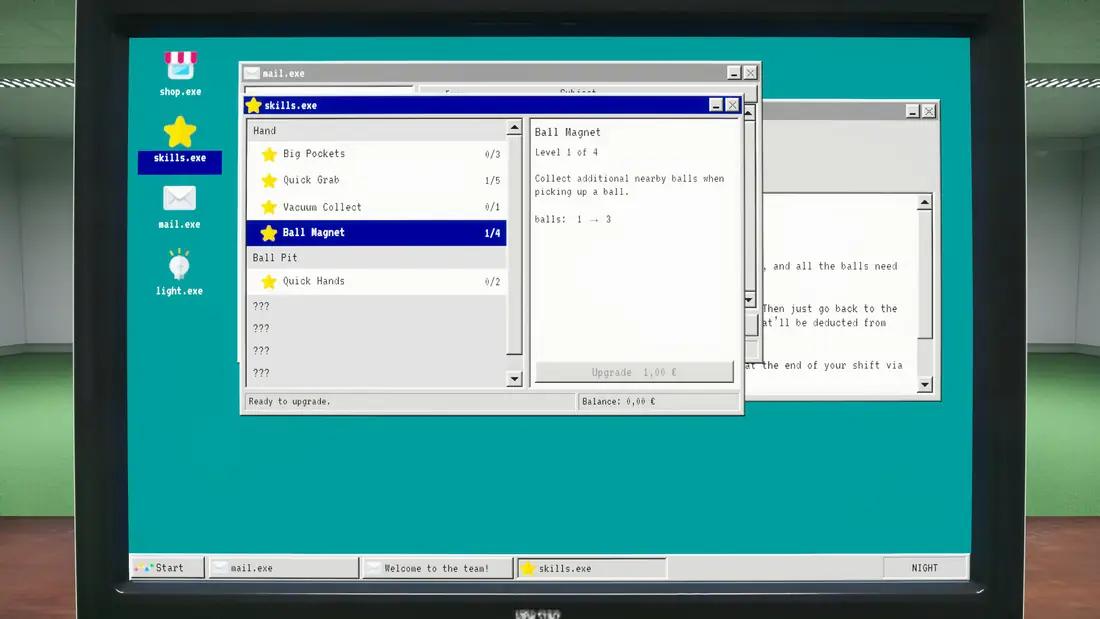 shop.exe
skills.exe
mail.exe
light.exe
mail.exe
Subject
skills.exe
Hand
Big Pockets 0/3
Quick Grab 1/5
Vacuum Collect 0/1
Ball Magnet 1/4
Ball Pit
Quick Hands 0/2
???
???
???
???
Ball Magnet
Level 1 of 4
Collect additional nearby balls when
picking up a ball.
balls: 1 → 3
Upgrade 1,00 €
Ready to upgrade.
Balance: 0,00 €
, and all the balls need
Then just go back to the
at'll be deducted from
at the end of your shift via
Start
mail.exe
Welcome to the team!
skills.exe
NIGHT